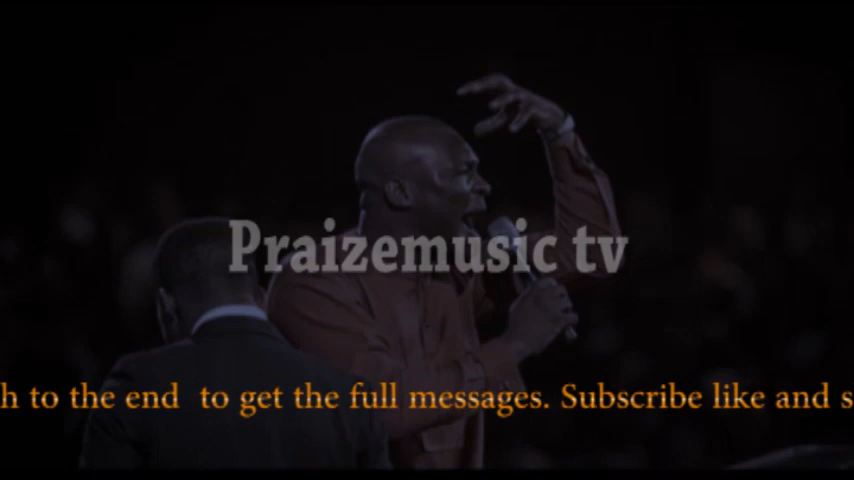 Praizemusic tv
h to the end to get the full messages. Subscribe like and s